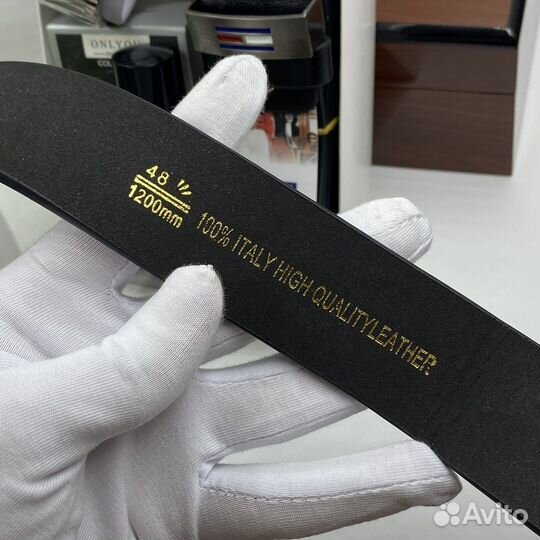 ONLYOU
48
1200mm
100% ITALY HIGH QUALITYLEATHER
Avito